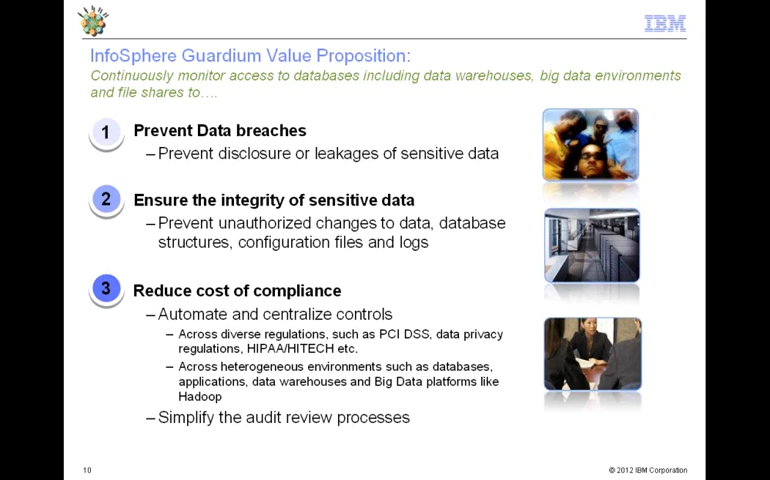 IBM
InfoSphere Guardium Value Proposition:
Continuously monitor access to databases including data warehouses, big data environments
and file shares to….
1
Prevent Data breaches
– Prevent disclosure or leakages of sensitive data
2
Ensure the integrity of sensitive data
– Prevent unauthorized changes to data, database
structures, configuration files and logs
3
Reduce cost of compliance
– Automate and centralize controls
– Across diverse regulations, such as PCI DSS, data privacy
regulations, HIPAA/HITECH etc.
– Across heterogeneous environments such as databases,
applications, data warehouses and Big Data platforms like
Hadoop
– Simplify the audit review processes
10
© 2012 IBM Corporation